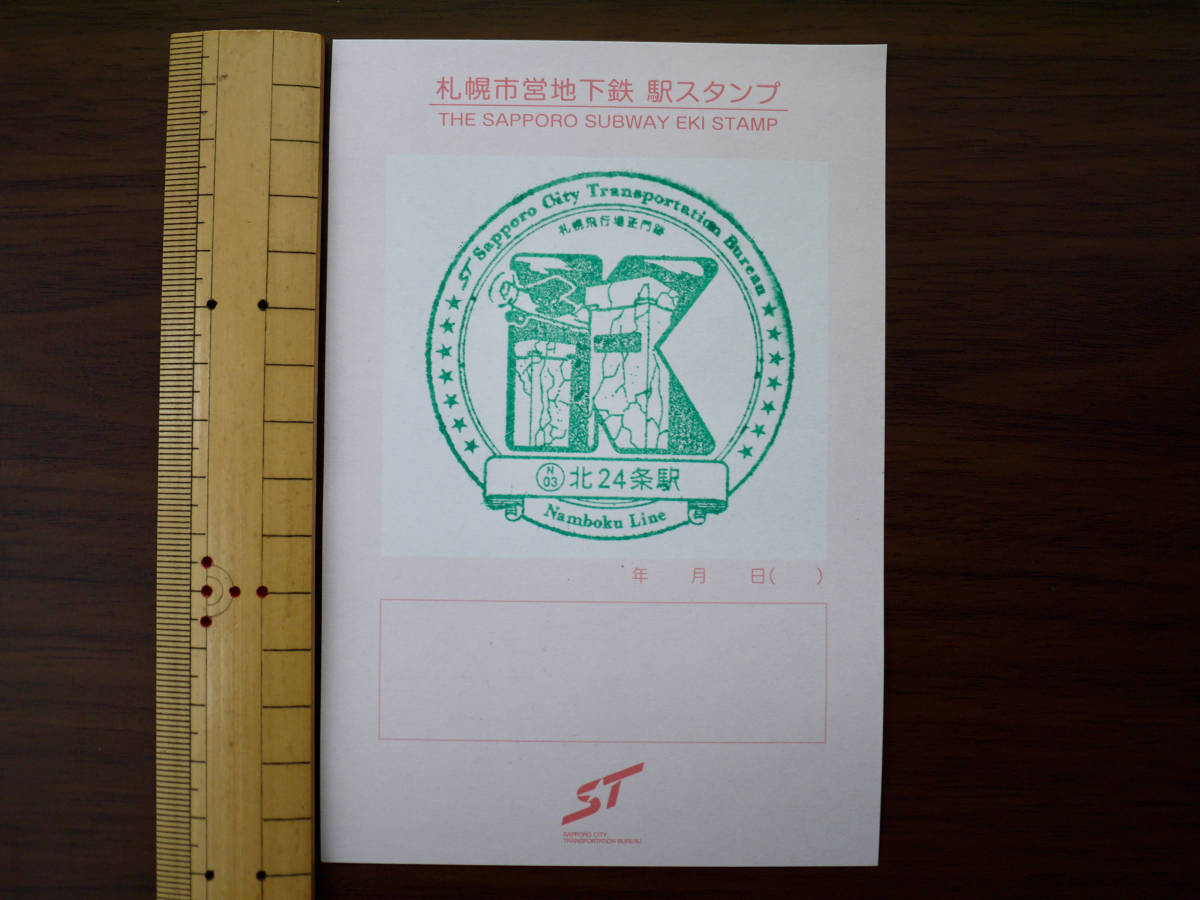 札幌市営地下鉄 駅スタンプ
THE SAPPORO SUBWAY EKI STAMP
ST Sapporo City Transportation Bureau
札幌飛行場正門跡
K
N
03
北24条駅
Namboku Line
年 月 日( )
ST
SAPPORO CITY
TRANSPORTATION BUREAU